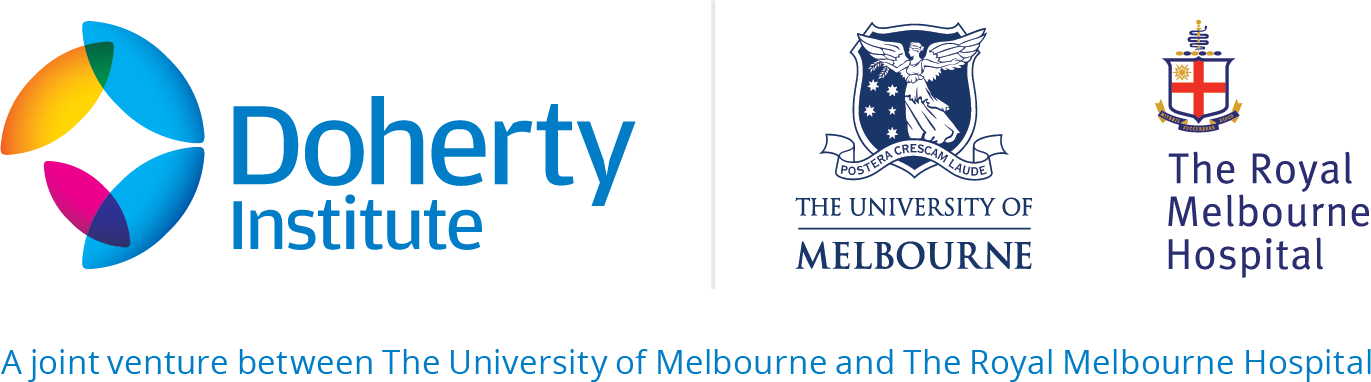 Doherty
Institute
POSTERA CRESCAM LAUDE
THE UNIVERSITY OF
MELBOURNE
The Royal
Melbourne
Hospital
A joint venture between The University of Melbourne and The Royal Melbourne Hospital